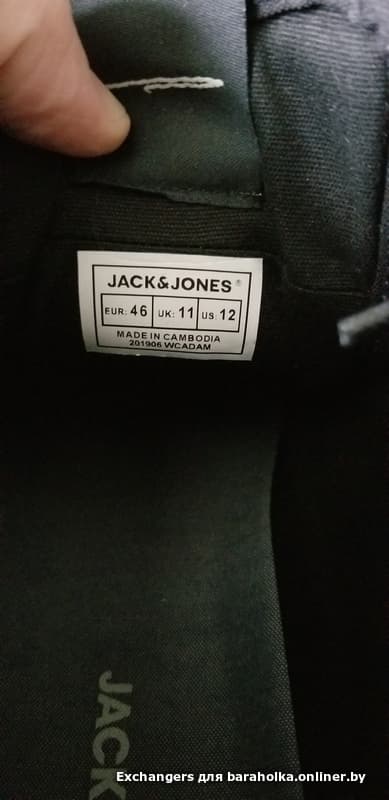 JACK&JONES®
EUR: 46 UK: 11 US: 12
MADE IN CAMBODIA
201906 WCADAM
JACK
Exchangers для baraholka.onliner.by